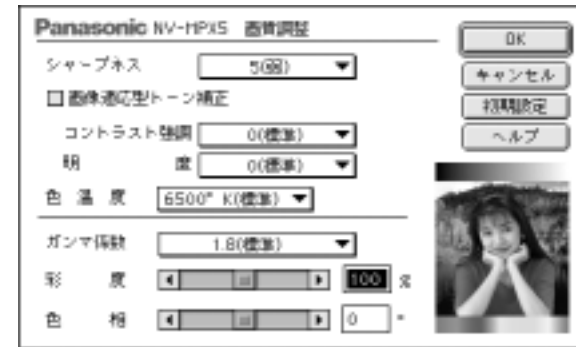 Panasonic NV-MPX5 画質調整
OK
シャープネス 5(弱)
キャンセル
画像適応型トーン補正
初期設定
コントラスト強調 0(標準)
ヘルプ
明 度 0(標準)
色 温 度 6500° K(標準)
ガンマ係数 1.8(標準)
彩 度 100 %
色 相 0 °